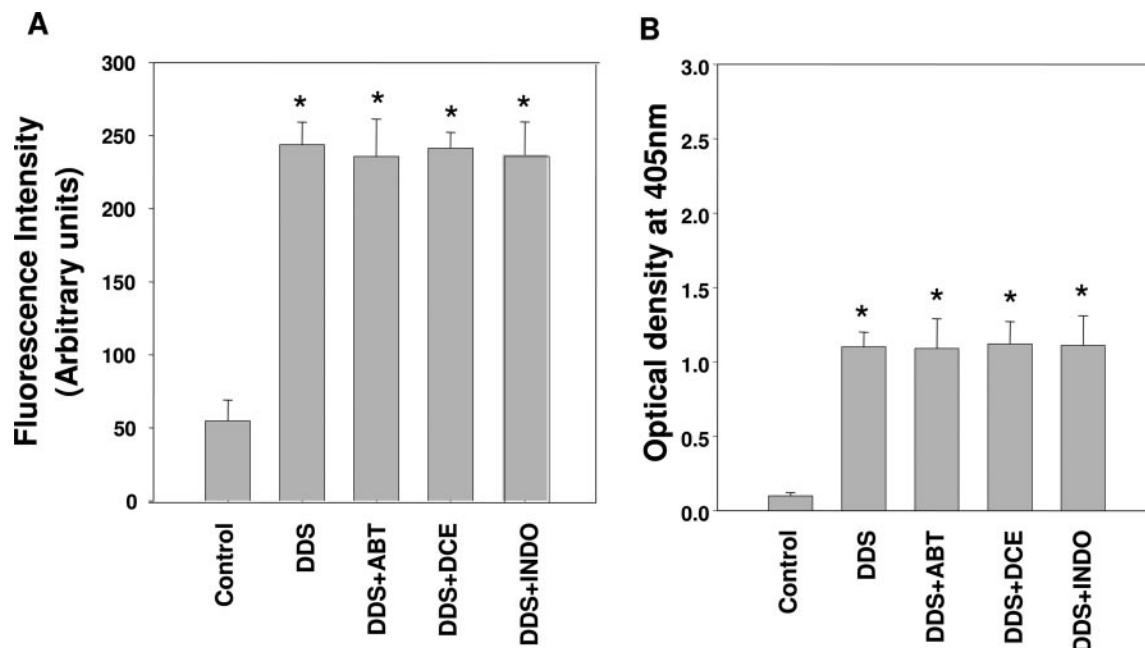 A
Fluorescence Intensity
(Arbitrary units)
300
250
200
150
100
50
0
* * * *
Control
DDS
DDS+ABT
DDS+DCE
DDS+INDO
B
Optical density at 405nm
3.0
2.5
2.0
1.5
1.0
0.5
0.0
* * * *
Control
DDS
DDS+ABT
DDS+DCE
DDS+INDO